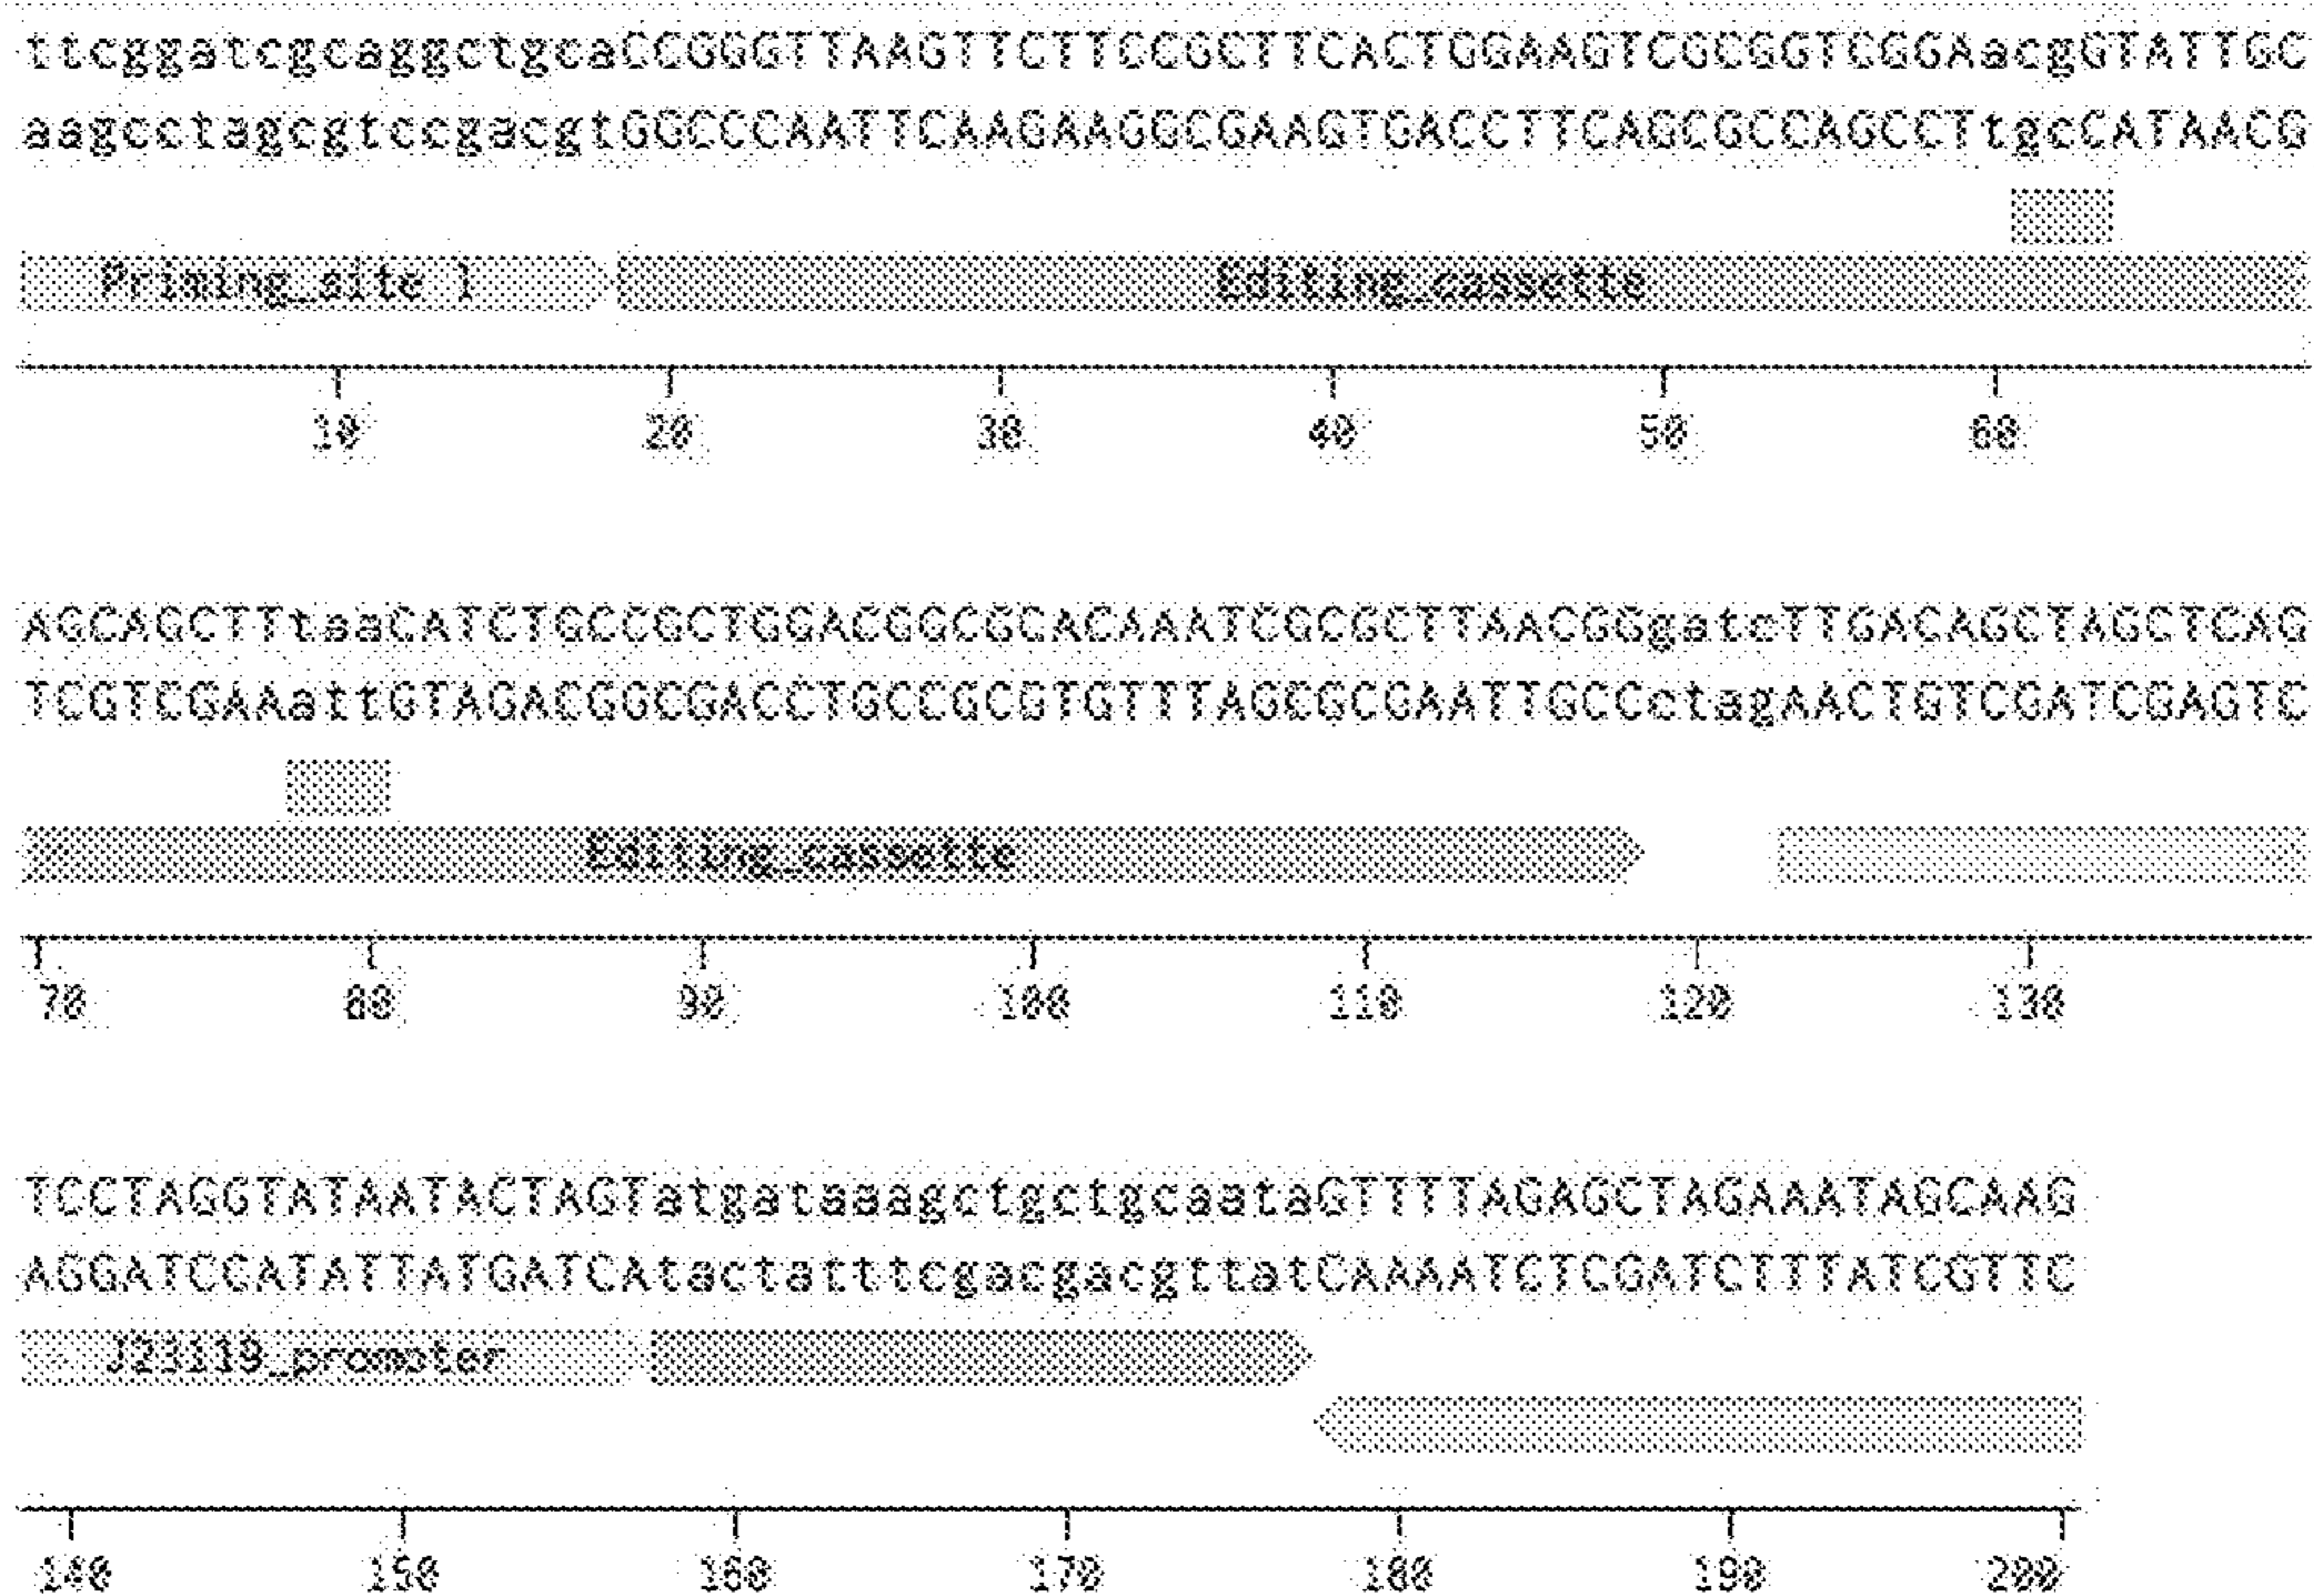 ttcggatcgcaggctgcaCCGGGTTAAGTTCTTCCGCTTCACTGGAAGTCGCGGTCGGAacgGTATTGC
aagcctagcgtccgacgtGGCCCAATTCAAGAAGGCGAAGTGACCTTCAGCGCCAGCCTtgcCATAACG
Priming_site 1 Editing_cassette
10 20 30 40 50 60
AGCAGCTTtaaCATCTGCCGCTGGACGGCGCACAAATCGCGCTTAACGGgatcTTGACAGCTAGCTCAG
TCGTCGAAattGTAGACGGCGACCTGCCGCGTGTTTAGCGCGAATTGCCctagAACTGTCGATCGAGTC
Editing_cassette
70 80 90 100 110 120 130
TCCTAGGTATAATACTAGTatgataaagctgctgcaataGTTTTAGAGCTAGAAATAGCAAG
AGGATCCATATTATGATCAtactatttcgacgacgttatCAAAATCTCGATCTTTATCGTTC
J23119_promoter
140 150 160 170 180 190 200